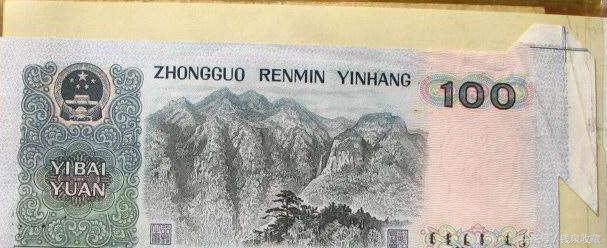 ZHONGGUO RENMIN YINHANG
100
YIBAI
YUAN